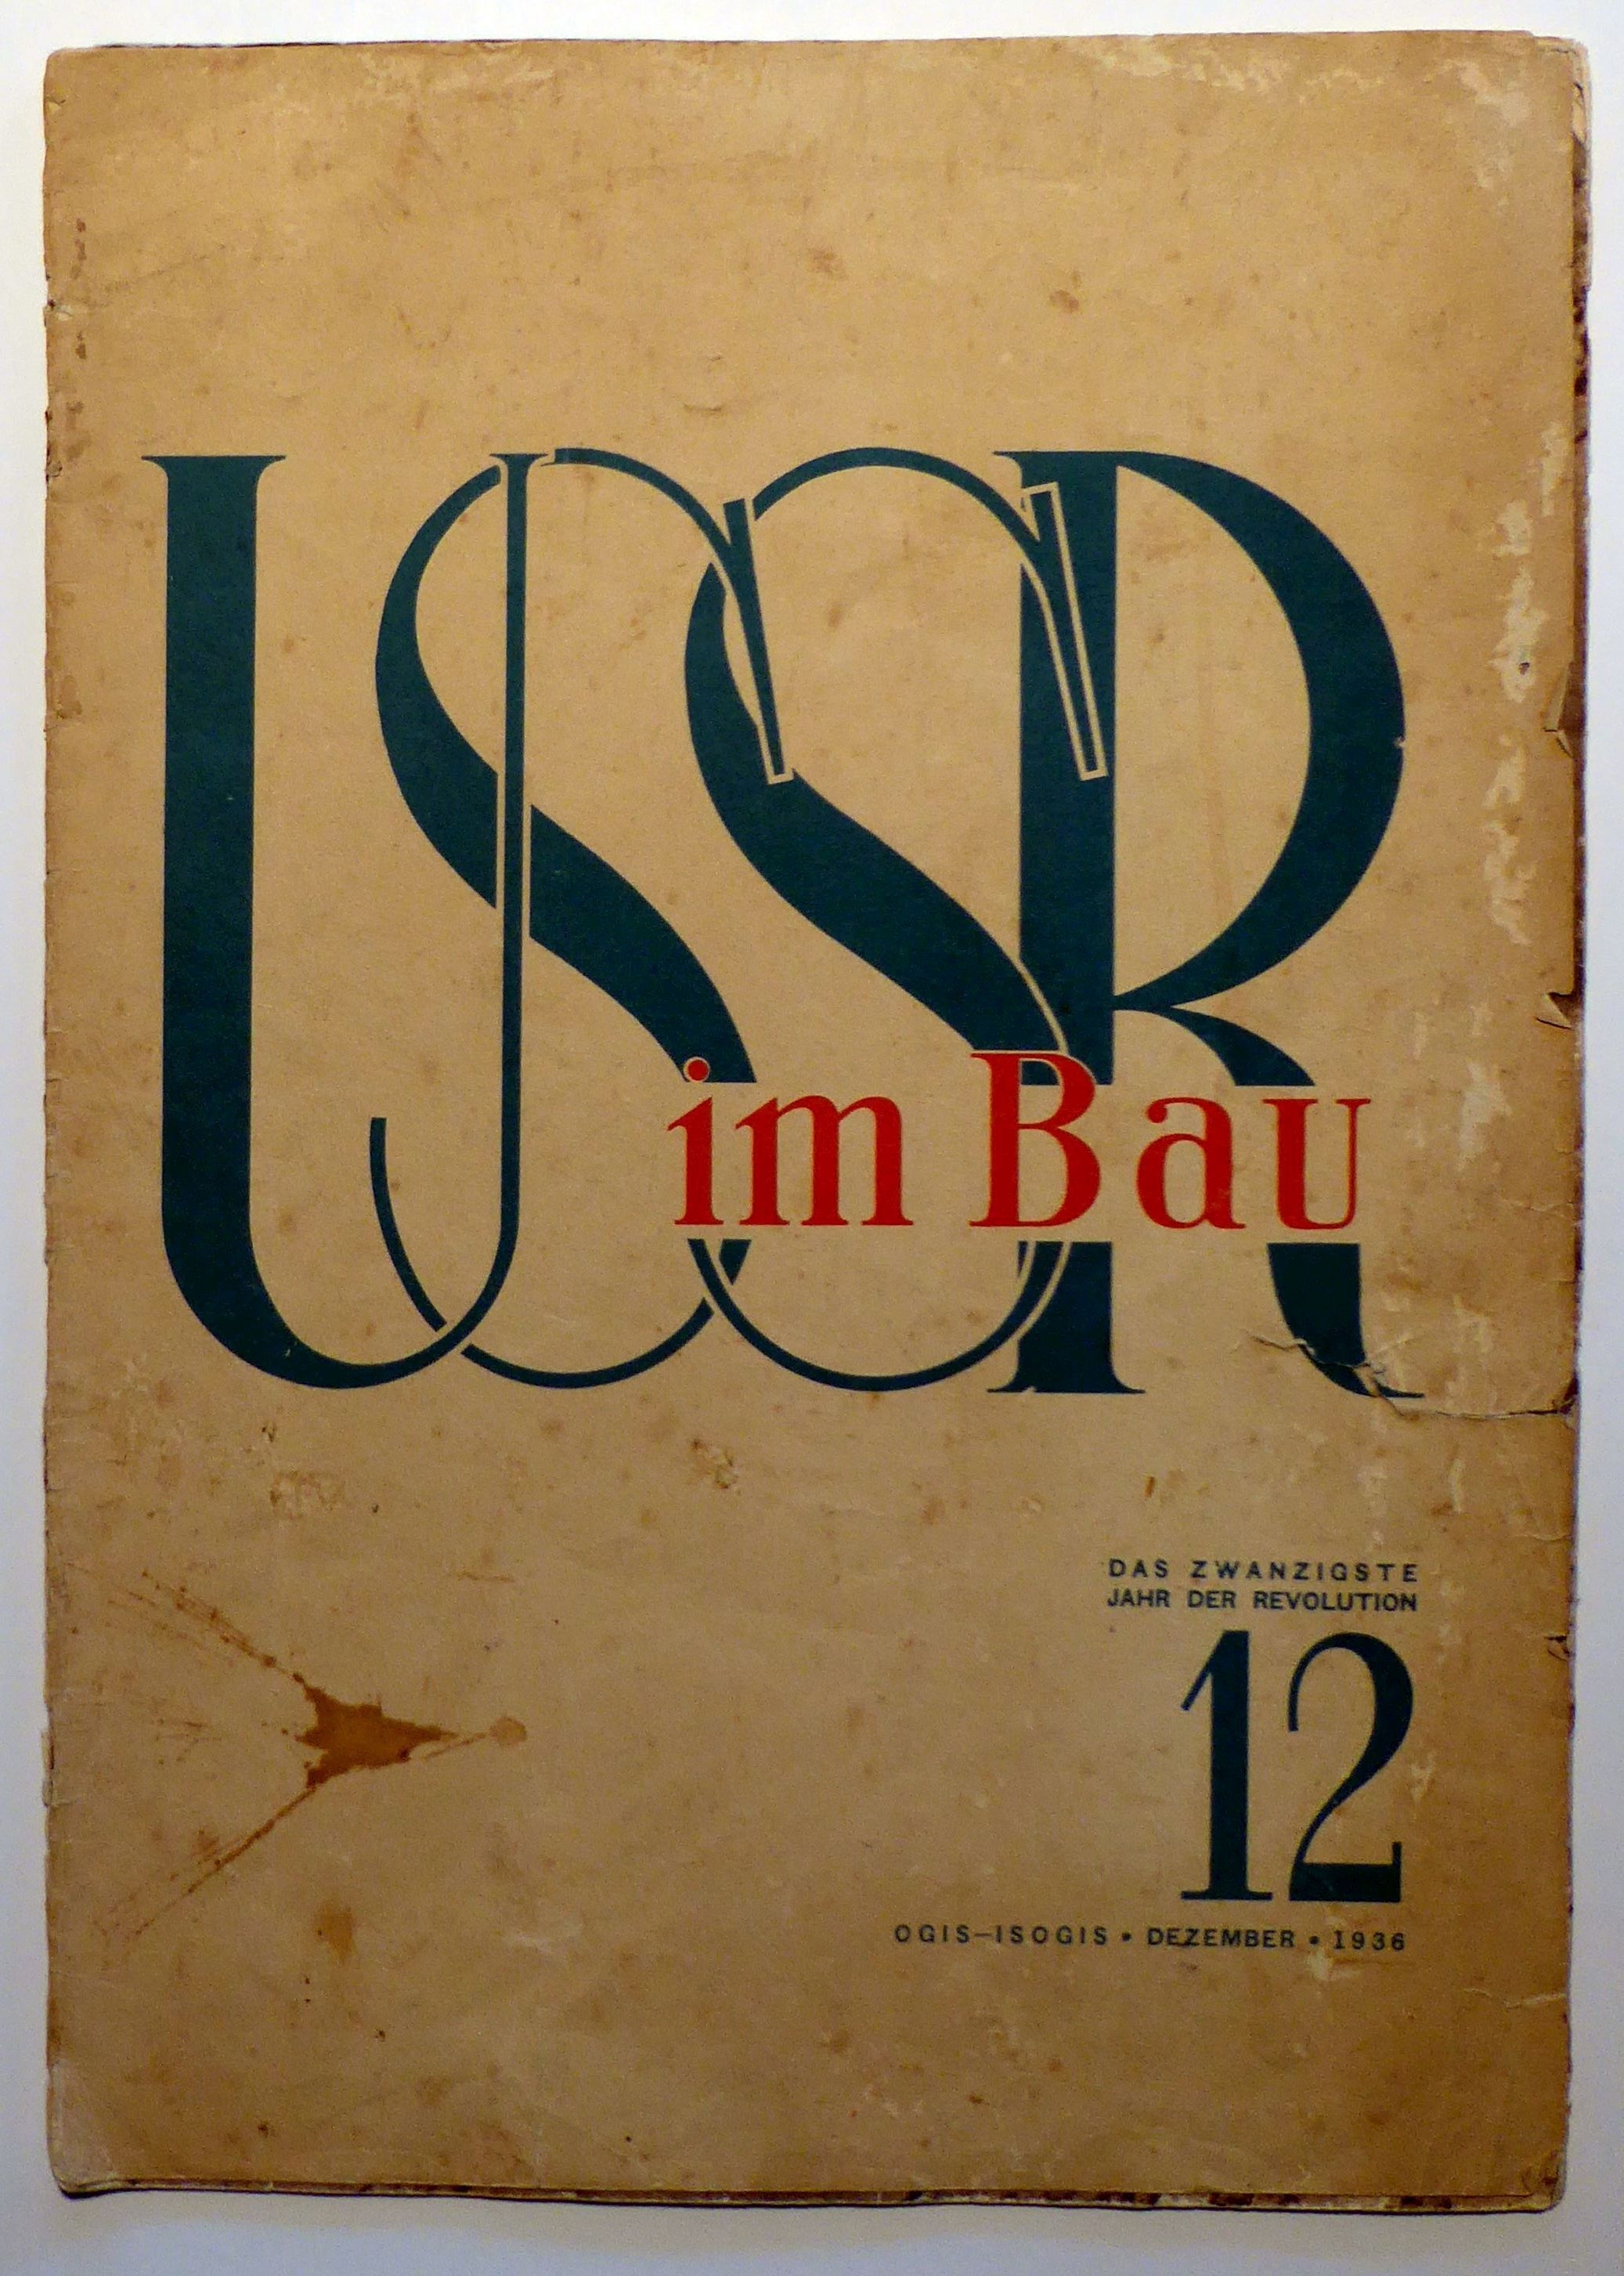 USSR
im Bau
DAS ZWANZIGSTE
JAHR DER REVOLUTION
12
OGIS–ISOGIS • DEZEMBER • 1936